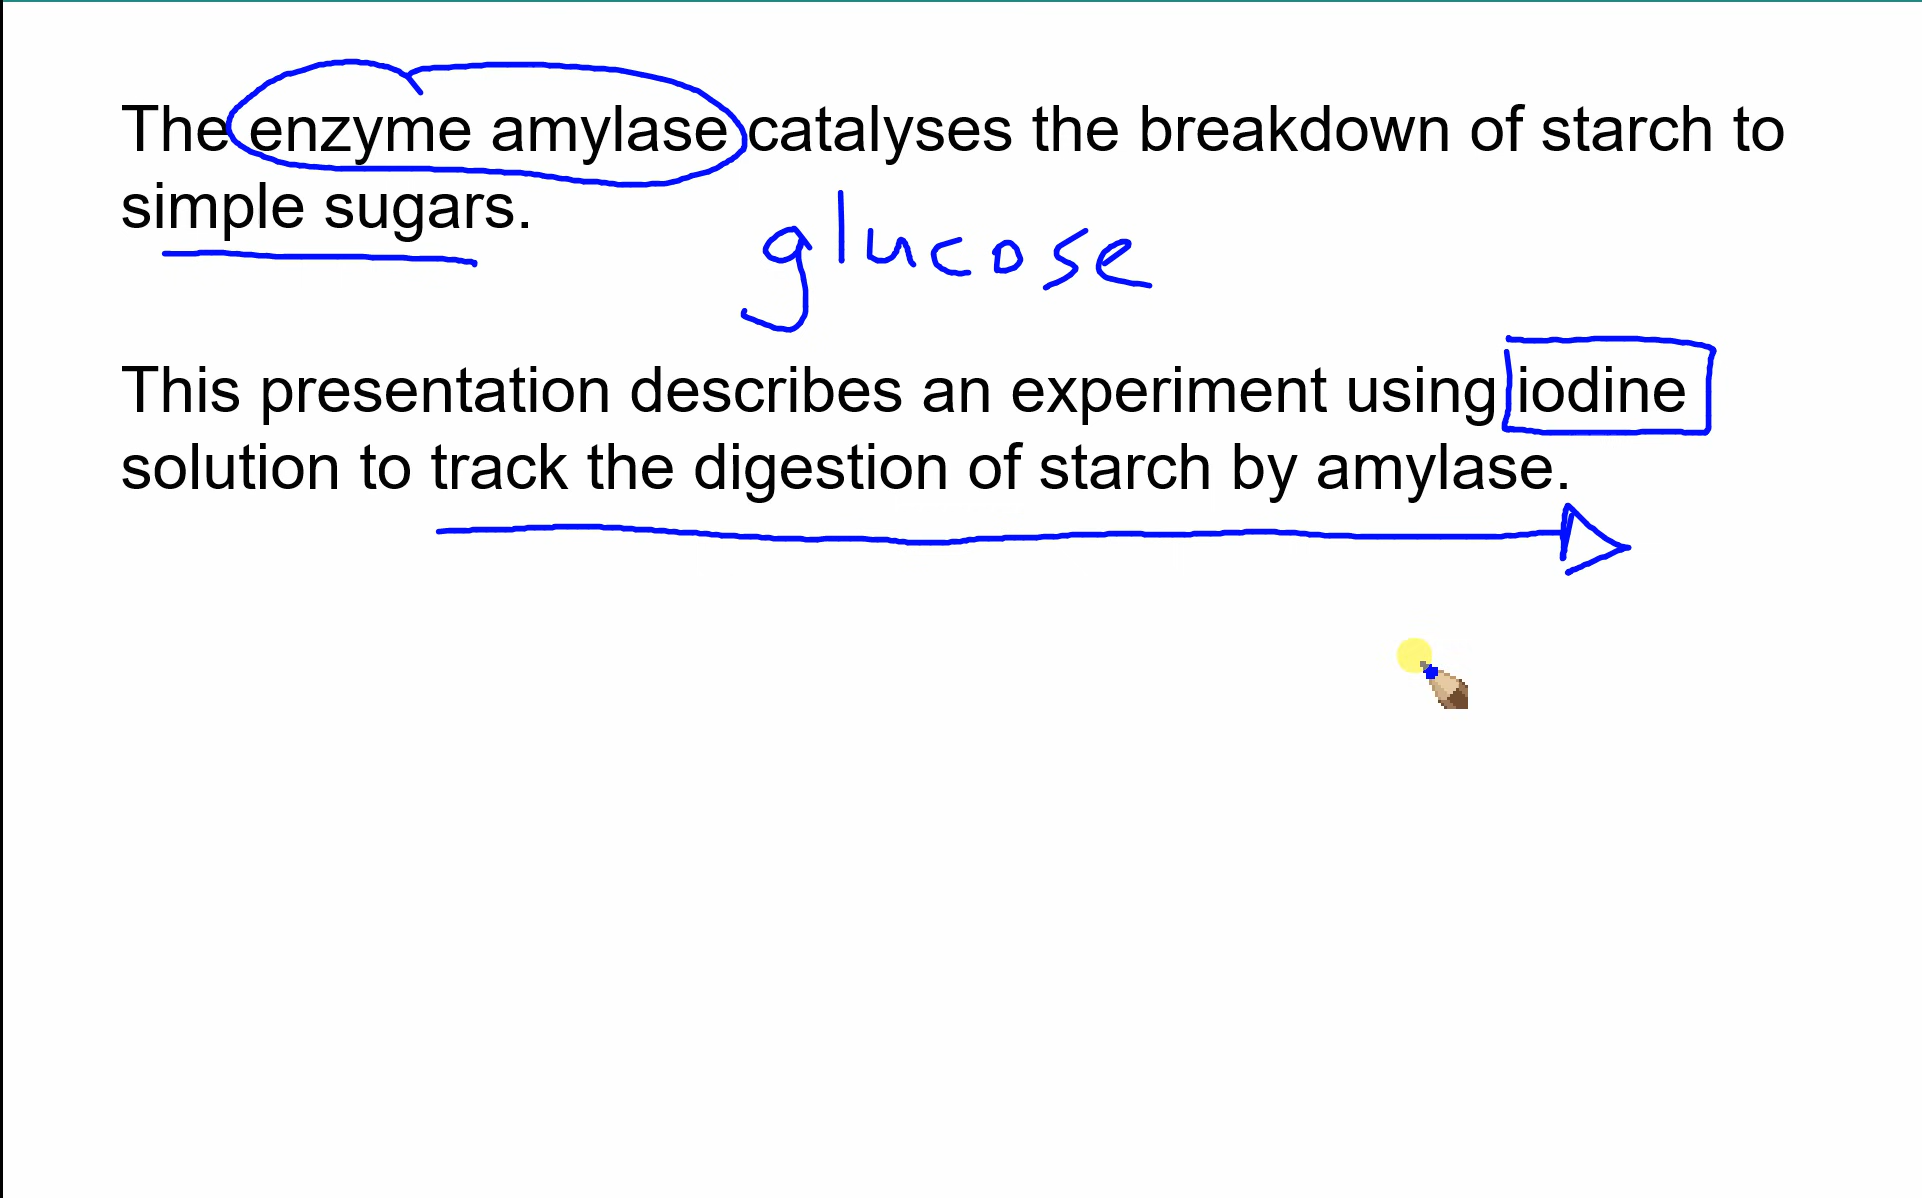 The enzyme amylase catalyses the breakdown of starch to
simple sugars.
glucose
This presentation describes an experiment using iodine
solution to track the digestion of starch by amylase.